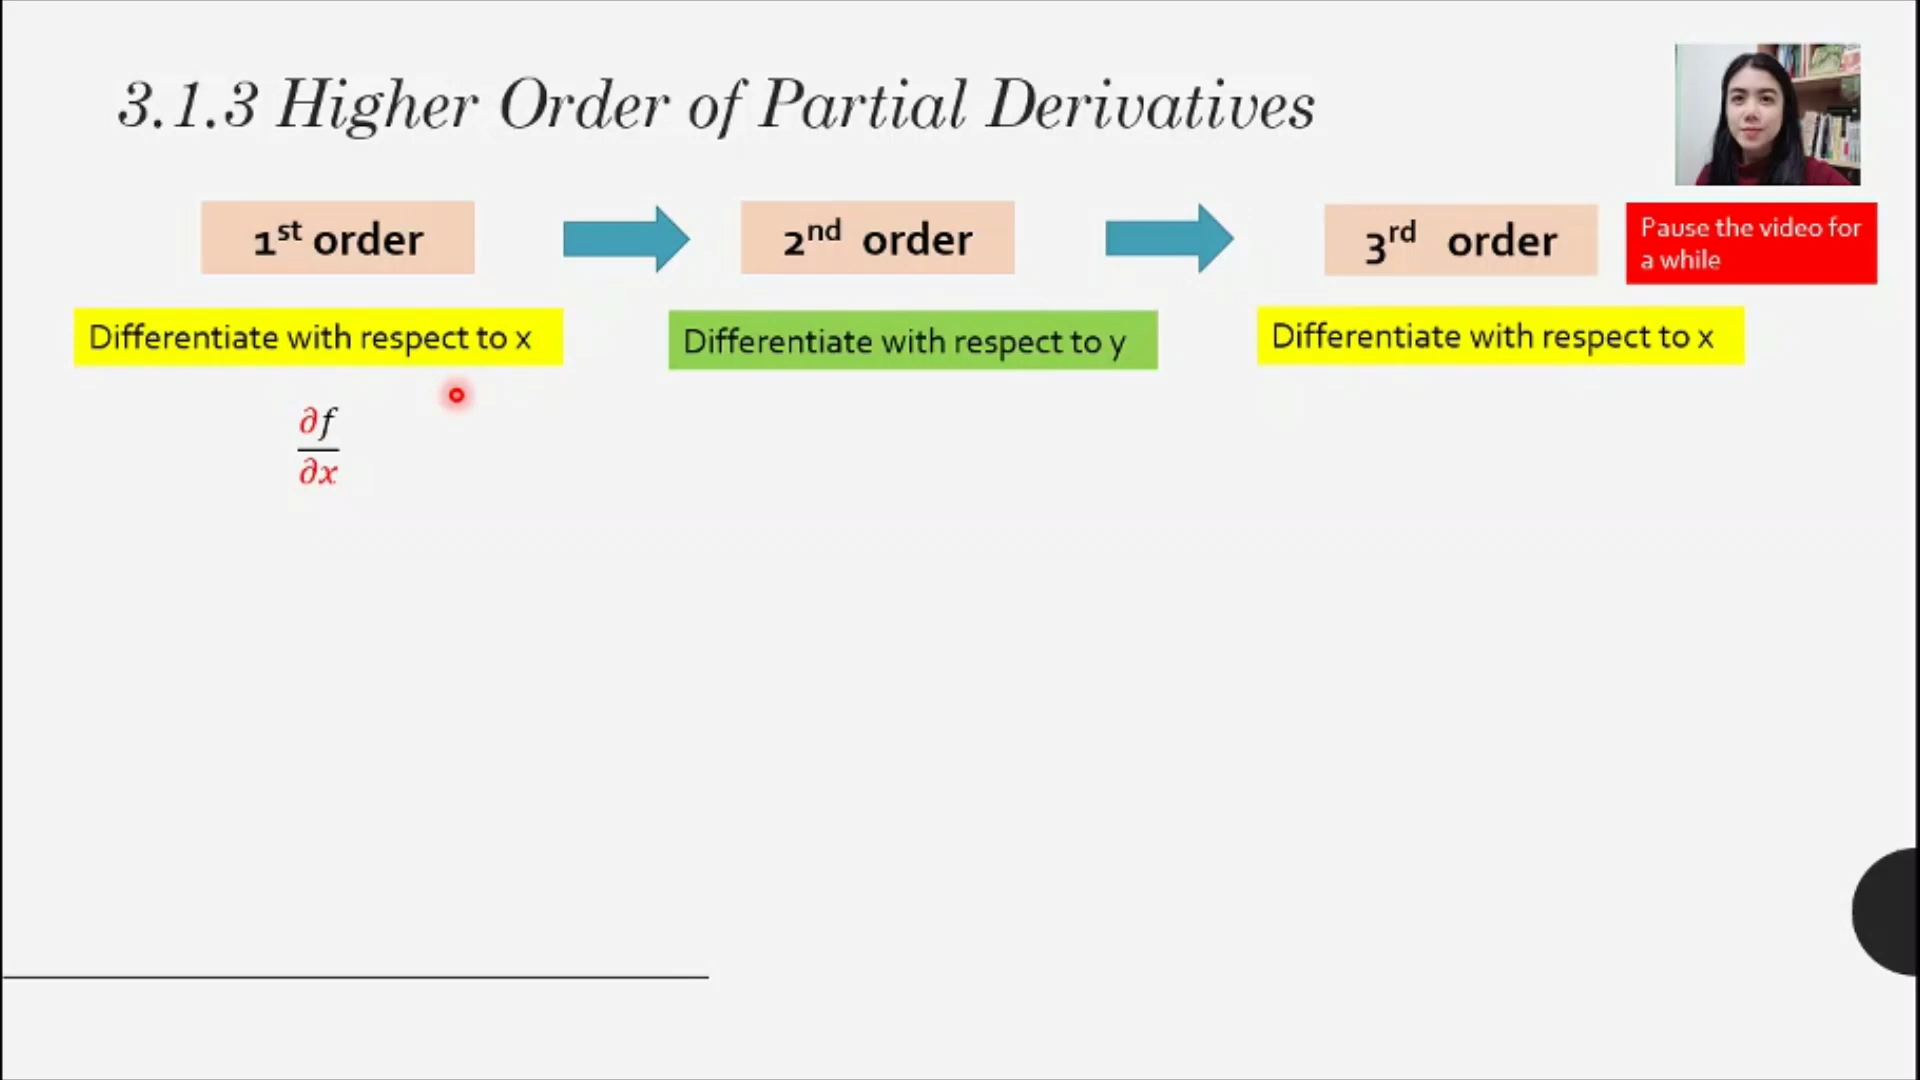 3.1.3 Higher Order of Partial Derivatives
1st order
2nd order
3rd order
Pause the video for
a while
Differentiate with respect to x
Differentiate with respect to y
Differentiate with respect to x
∂f
∂x